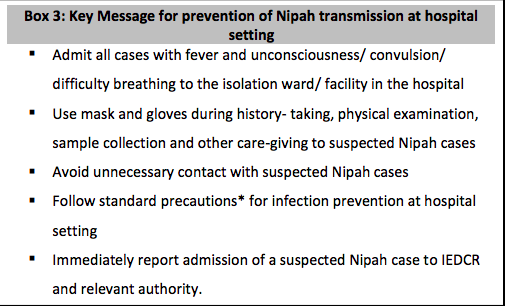 Box 3: Key Message for prevention of Nipah transmission at hospital
setting
▪ Admit all cases with fever and unconsciousness/ convulsion/
difficulty breathing to the isolation ward/ facility in the hospital
▪ Use mask and gloves during history- taking, physical examination,
sample collection and other care-giving to suspected Nipah cases
▪ Avoid unnecessary contact with suspected Nipah cases
▪ Follow standard precautions* for infection prevention at hospital
setting
▪ Immediately report admission of a suspected Nipah case to IEDCR
and relevant authority.